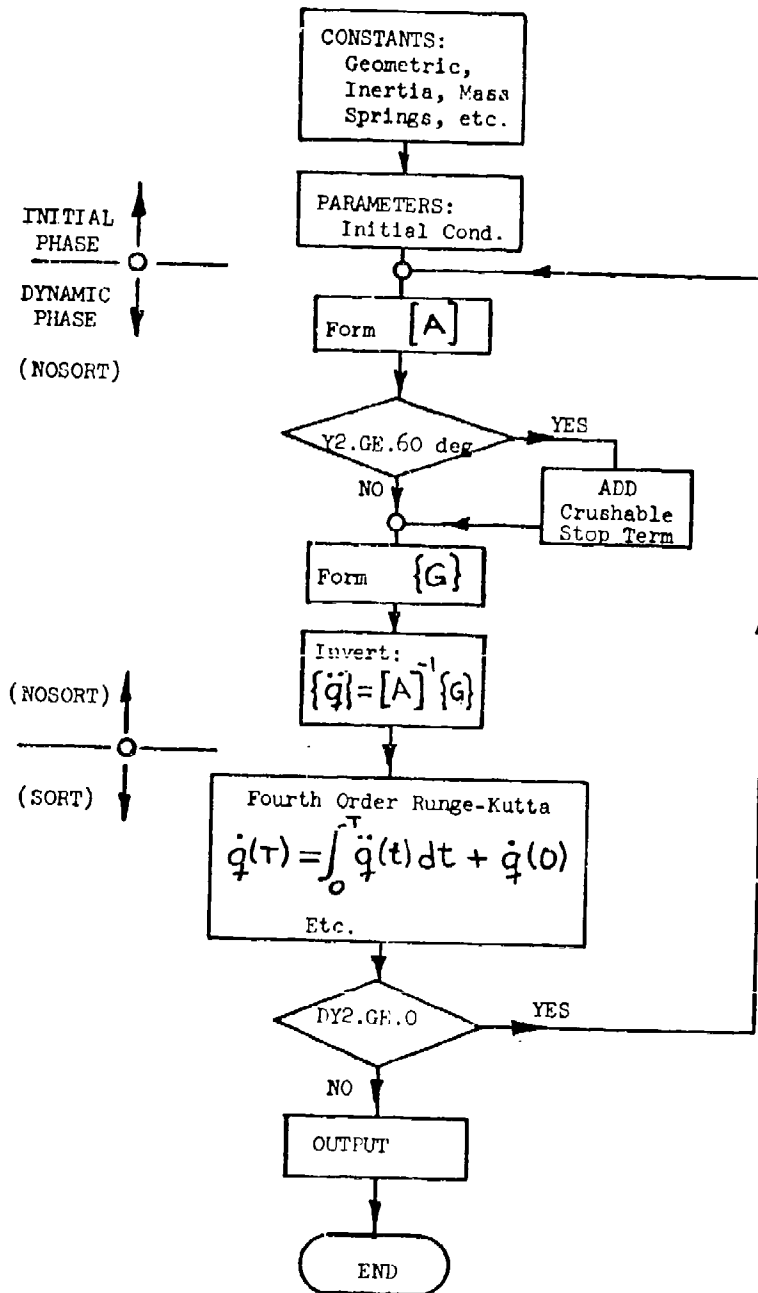 CONSTANTS:
Geometric,
Inertia, Mass
Springs, etc.
PARAMETERS:
Initial Cond.
INITIAL
PHASE
DYNAMIC
PHASE
(NOSORT)
Form [A]
Y2.GE.60 deg
YES
NO
ADD
Crushable
Stop Term
Form {G}
Invert:
{q̈} = [A]⁻¹ {G}
(NOSORT)
(SORT)
Fourth Order Runge-Kutta
q̇(T) = ∫₀ᵀ q̈(t) dt + q̇(0)
Etc.
DY2.GE.0
YES
NO
OUTPUT
END